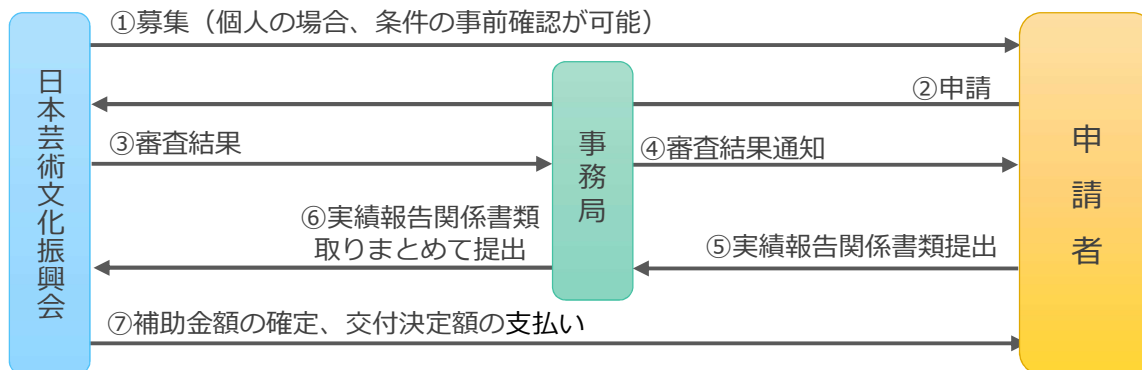 ①募集（個人の場合、条件の事前確認が可能）
日本芸術文化振興会
②申請
③審査結果
事務局
④審査結果通知
申請者
⑥実績報告関係書類
取りまとめて提出
⑤実績報告関係書類提出
⑦補助金額の確定、交付決定額の支払い